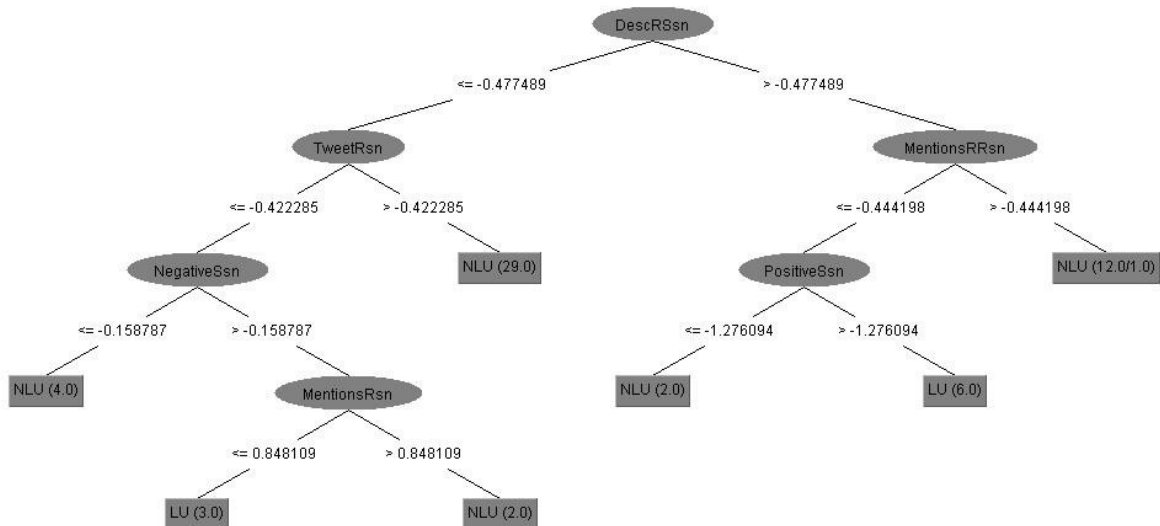 DescRSsn
<= -0.477489
> -0.477489
TweetRsn
MentionsRRsn
<= -0.422285
> -0.422285
<= -0.444198
> -0.444198
NegativeSsn
NLU (29.0)
PositiveSsn
NLU (12.0/1.0)
<= -0.158787
> -0.158787
<= -1.276094
> -1.276094
NLU (4.0)
MentionsRsn
NLU (2.0)
LU (6.0)
<= 0.848109
> 0.848109
LU (3.0)
NLU (2.0)